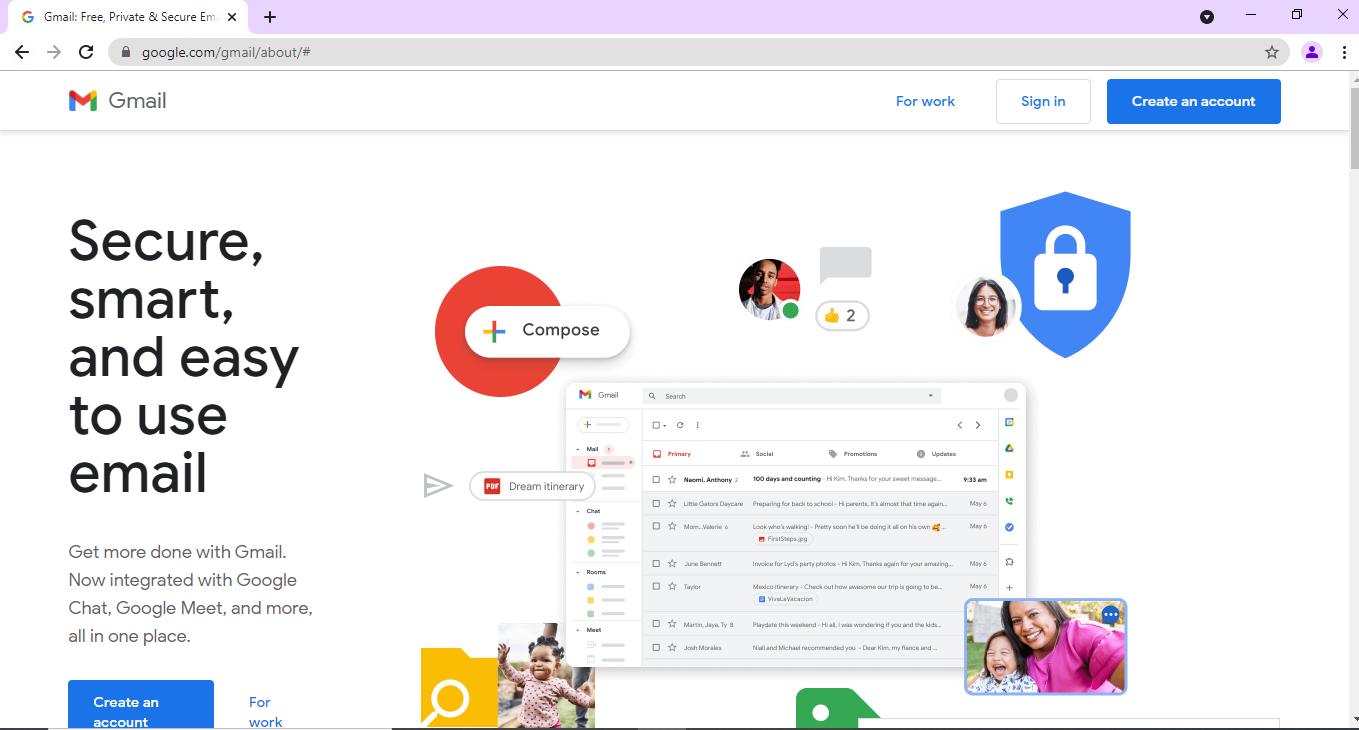 Gmail: Free, Private & Secure Ema
google.com/gmail/about/#
Gmail
For work
Sign in
Create an account
Secure,
smart,
and easy
to use
email
Get more done with Gmail.
Now integrated with Google
Chat, Google Meet, and more,
all in one place.
Create an
account
For
work
Compose
2
PDF Dream itinerary
Gmail
Search
Mail 1
Chat
Rooms
Meet
Primary
Social
Promotions
Updates
Naomi, Anthony 2 100 days and counting - Hi Kim, Thanks for your sweet message... 9:33 am
Little Gators Daycare Preparing for back to school - Hi parents, It's almost that time again... May 6
Mom...Valerie 6 Look who's walking! - Pretty soon he'll be doing it all on his own ... May 6
FirstSteps.jpg
June Bennett Invoice for Lyd's party photos - Hi Kim, Thanks again for your amazing... May 6
Taylor Mexico itinerary - Check out how awesome our trip is going to be... May 6
VivaLaVacacion
Martin, Jaya, Ty 8 Playdate this weekend - Hi all, I was wondering if you and the kids...
Josh Morales Niall and Michael recommended you - Dear Kim, my fiance and ...